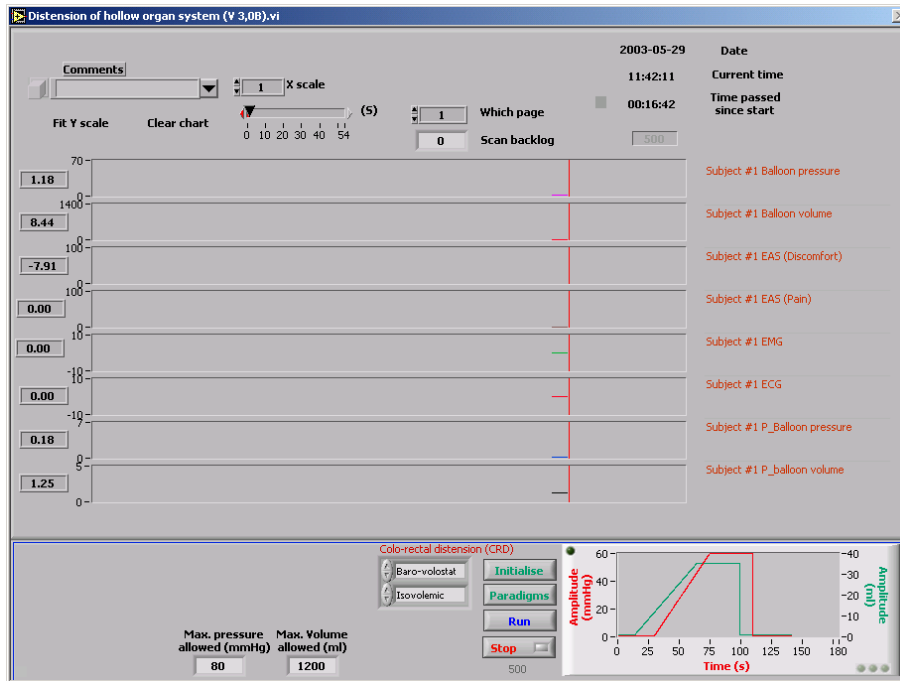 Distension of hollow organ system (V 3,0B).vi
2003-05-29 Date
Comments
11:42:11 Current time
1 X scale
00:16:42 Time passed since start
(S)
Fit Y scale Clear chart
0 10 20 30 40 54
1 Which page
0 Scan backlog
500
70
1.18
0
Subject #1 Balloon pressure
1400
8.44
0
Subject #1 Balloon volume
100
-7.91
Subject #1 EAS (Discomfort)
100
0.00
0
Subject #1 EAS (Pain)
10
0.00
-10
Subject #1 EMG
10
0.00
-10
Subject #1 ECG
7
0.18
0
Subject #1 P_Balloon pressure
5
1.25
0
Subject #1 P_balloon volume
Colo-rectal distension (CRD)
Baro-volostat
Isovolemic
Initialise
Paradigms
Run
Stop
500
Max. pressure allowed (mmHg)
80
Max. Volume allowed (ml)
1200
Amplitude (mmHg)
60
40
20
0
40
30
20
10
0
Amplitude (ml)
0 25 50 75 100 125 150 180
Time (s)